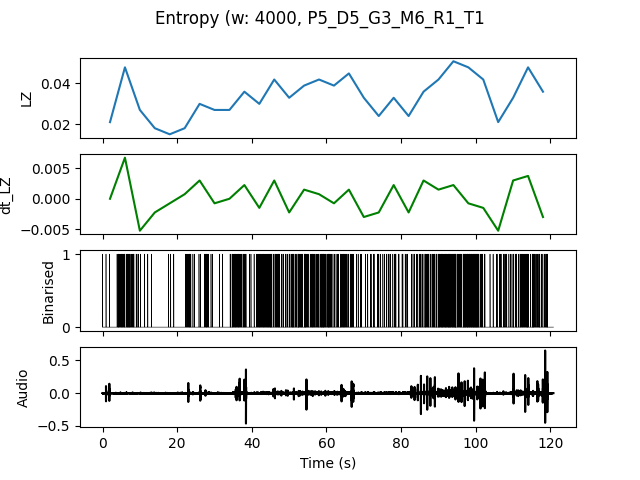 Entropy (w: 4000, P5_D5_G3_M6_R1_T1
LZ
0.04
0.02
dt_LZ
0.005
0.000
−0.005
Binarised
1
0
Audio
0.5
0.0
−0.5
0 20 40 60 80 100 120
Time (s)